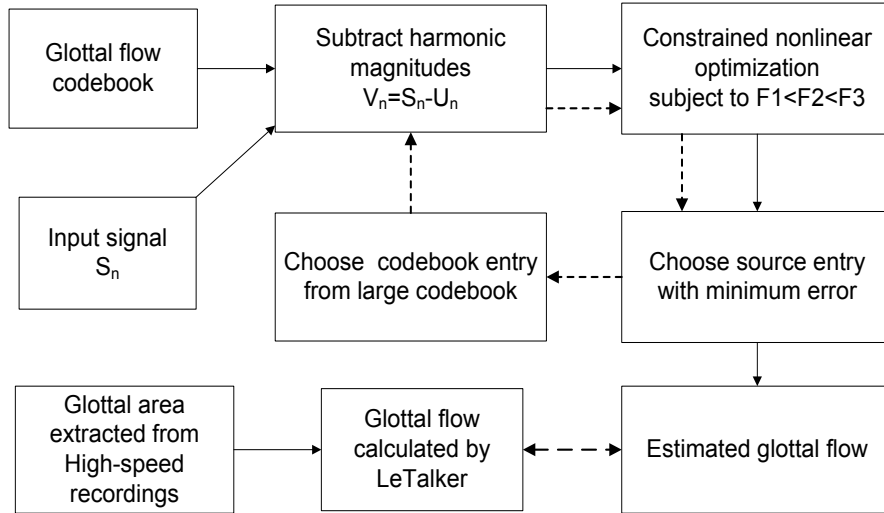 Glottal flow
codebook
Subtract harmonic
magnitudes
Vn=Sn-Un
Constrained nonlinear
optimization
subject to F1<F2<F3
Input signal
Sn
Choose codebook entry
from large codebook
Choose source entry
with minimum error
Glottal area
extracted from
High-speed
recordings
Glottal flow
calculated by
LeTalker
Estimated glottal flow